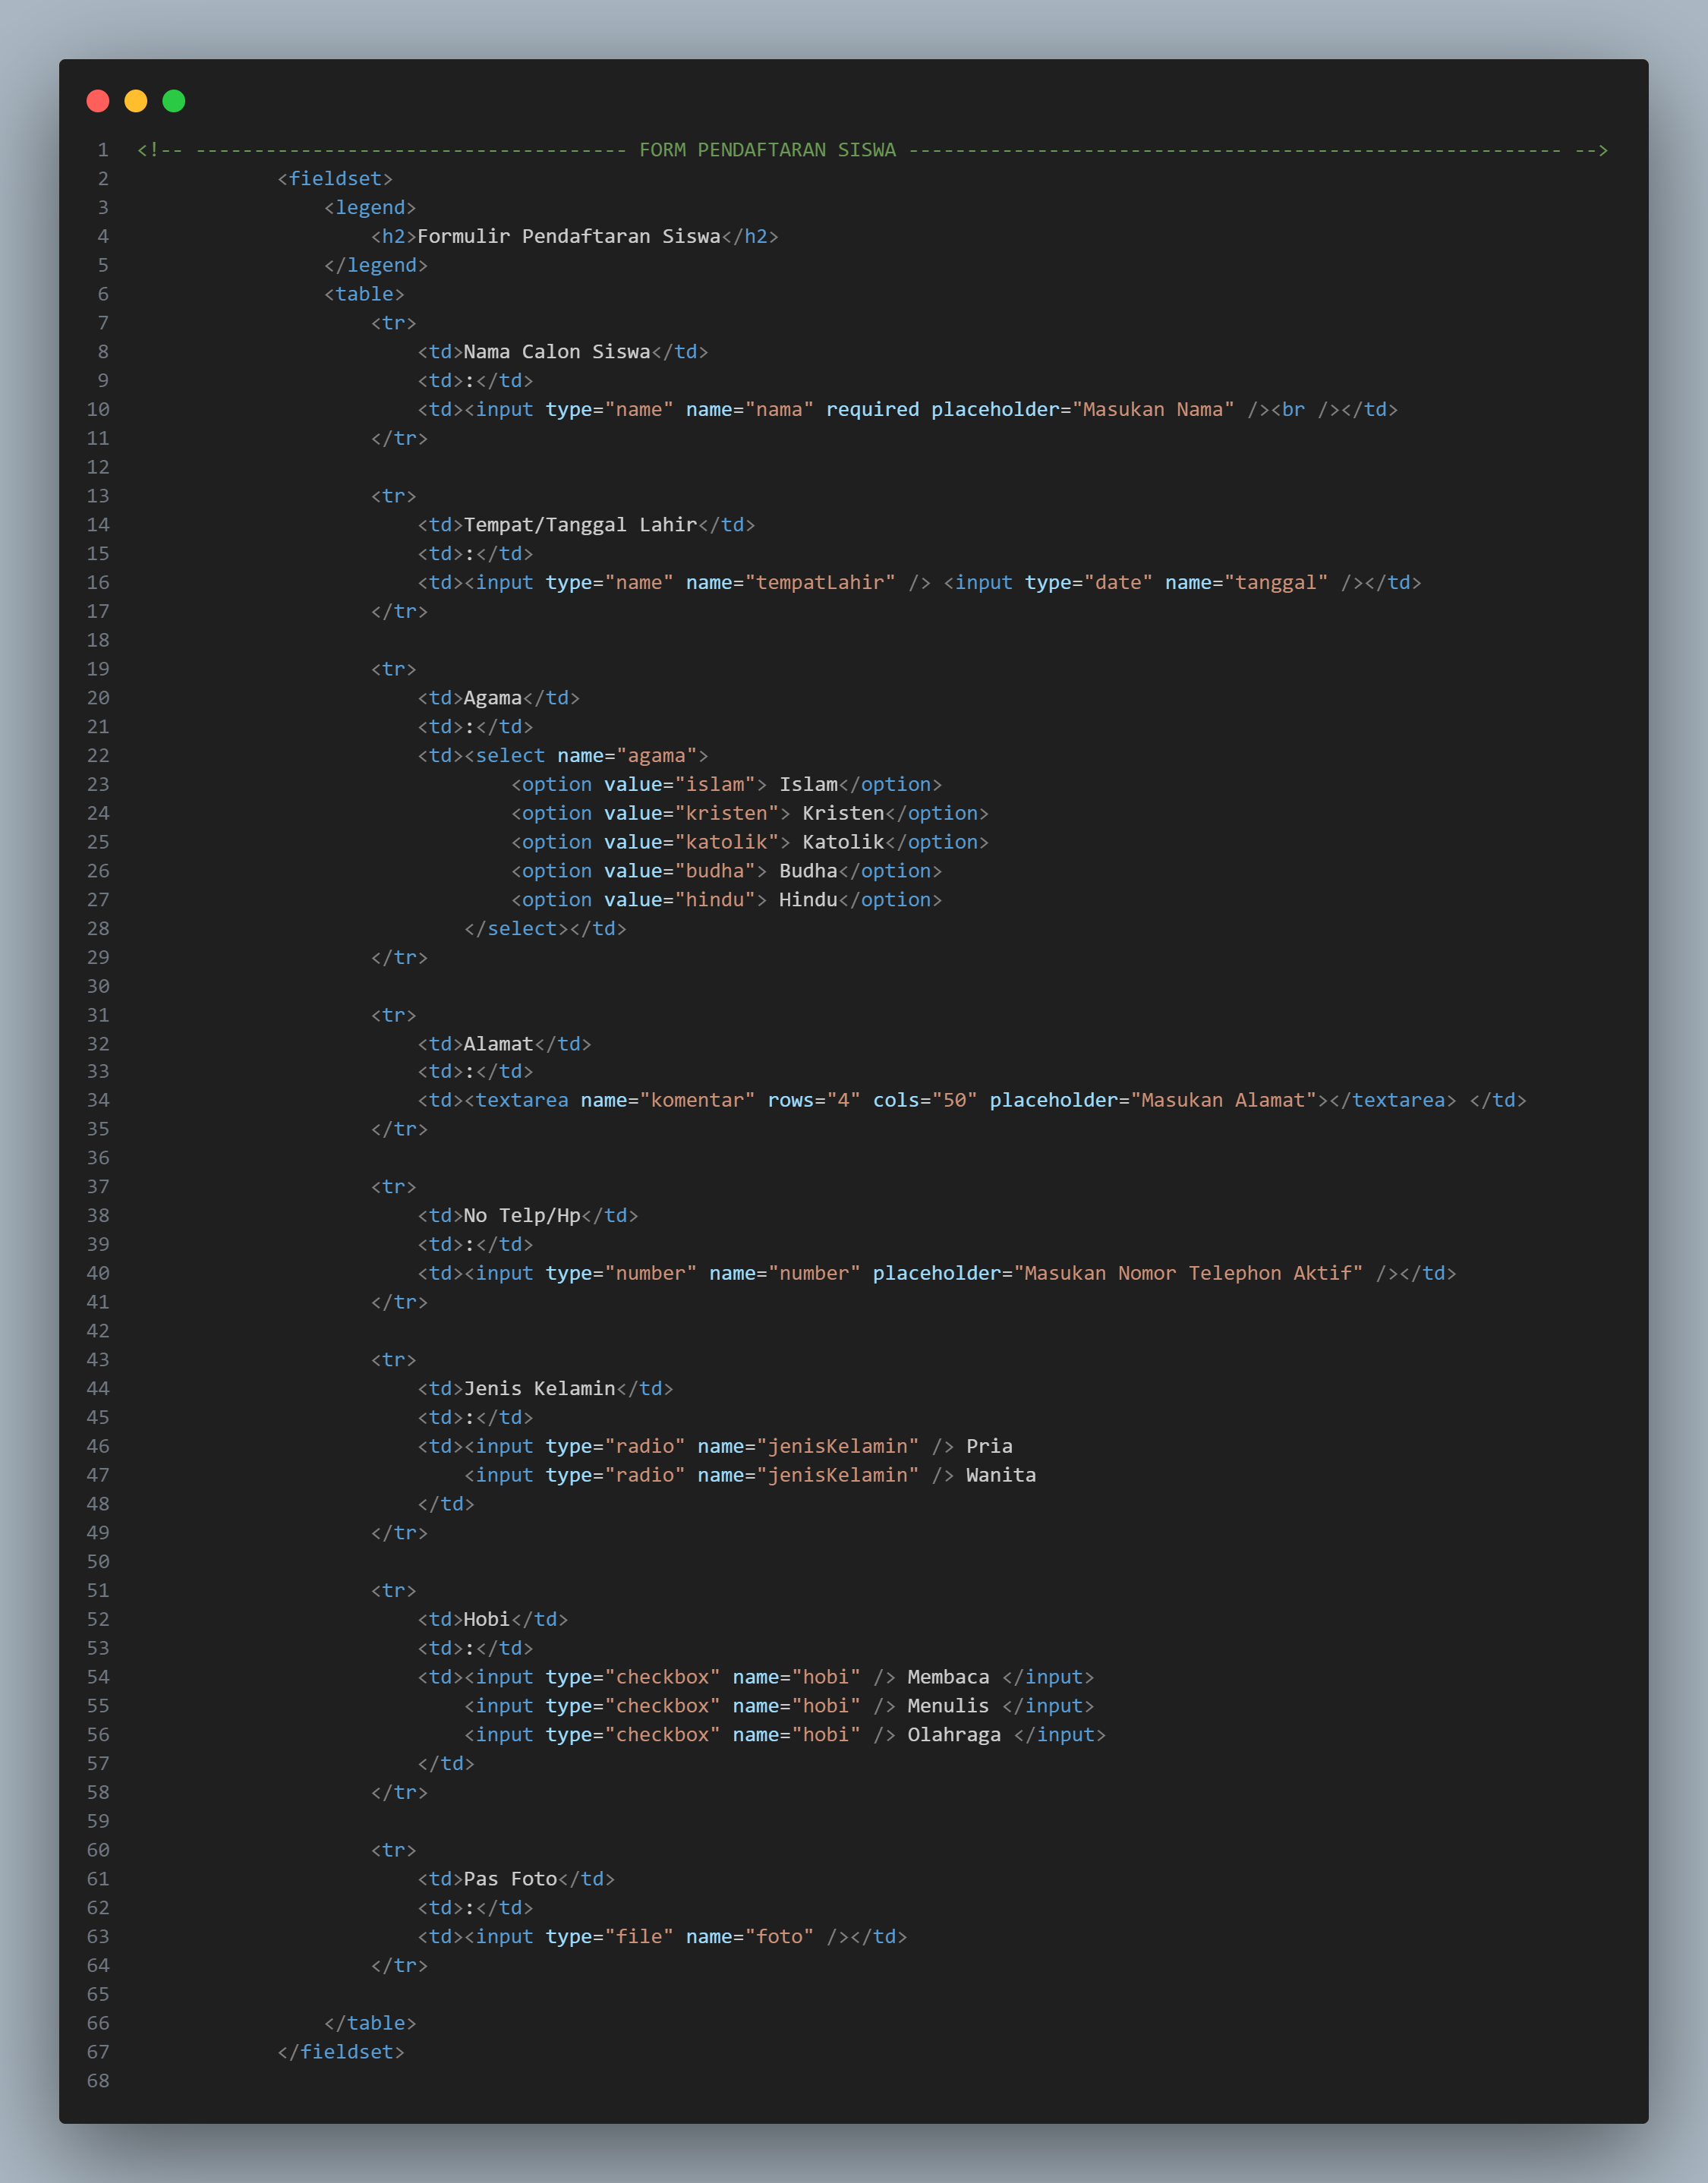 1 <!-- ------------------------------------- FORM PENDAFTARAN SISWA -------------------------------------------------------- -->
2 <fieldset>
3 <legend>
4 <h2>Formulir Pendaftaran Siswa</h2>
5 </legend>
6 <table>
7 <tr>
8 <td>Nama Calon Siswa</td>
9 <td>:</td>
10 <td><input type="name" name="nama" required placeholder="Masukan Nama" /><br /></td>
11 </tr>
12
13 <tr>
14 <td>Tempat/Tanggal Lahir</td>
15 <td>:</td>
16 <td><input type="name" name="tempatLahir" /> <input type="date" name="tanggal" /></td>
17 </tr>
18
19 <tr>
20 <td>Agama</td>
21 <td>:</td>
22 <td><select name="agama">
23 <option value="islam"> Islam</option>
24 <option value="kristen"> Kristen</option>
25 <option value="katolik"> Katolik</option>
26 <option value="budha"> Budha</option>
27 <option value="hindu"> Hindu</option>
28 </select></td>
29 </tr>
30
31 <tr>
32 <td>Alamat</td>
33 <td>:</td>
34 <td><textarea name="komentar" rows="4" cols="50" placeholder="Masukan Alamat"></textarea> </td>
35 </tr>
36
37 <tr>
38 <td>No Telp/Hp</td>
39 <td>:</td>
40 <td><input type="number" name="number" placeholder="Masukan Nomor Telephon Aktif" /></td>
41 </tr>
42
43 <tr>
44 <td>Jenis Kelamin</td>
45 <td>:</td>
46 <td><input type="radio" name="jenisKelamin" /> Pria
47 <input type="radio" name="jenisKelamin" /> Wanita
48 </td>
49 </tr>
50
51 <tr>
52 <td>Hobi</td>
53 <td>:</td>
54 <td><input type="checkbox" name="hobi" /> Membaca </input>
55 <input type="checkbox" name="hobi" /> Menulis </input>
56 <input type="checkbox" name="hobi" /> Olahraga </input>
57 </td>
58 </tr>
59
60 <tr>
61 <td>Pas Foto</td>
62 <td>:</td>
63 <td><input type="file" name="foto" /></td>
64 </tr>
65
66 </table>
67 </fieldset>
68